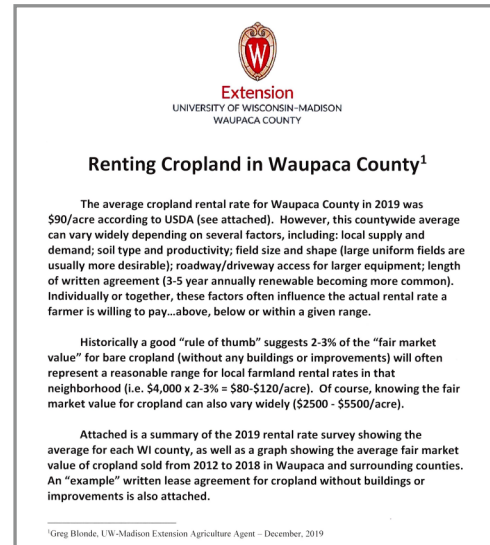 W
Extension
UNIVERSITY OF WISCONSIN-MADISON
WAUPACA COUNTY
Renting Cropland in Waupaca County¹
The average cropland rental rate for Waupaca County in 2019 was
$90/acre according to USDA (see attached). However, this countywide average
can vary widely depending on several factors, including: local supply and
demand; soil type and productivity; field size and shape (large uniform fields are
usually more desirable); roadway/driveway access for larger equipment; length
of written agreement (3-5 year annually renewable becoming more common).
Individually or together, these factors often influence the actual rental rate a
farmer is willing to pay…above, below or within a given range.
Historically a good "rule of thumb" suggests 2-3% of the "fair market
value" for bare cropland (without any buildings or improvements) will often
represent a reasonable range for local farmland rental rates in that
neighborhood (i.e. $4,000 x 2-3% = $80-$120/acre). Of course, knowing the fair
market value for cropland can also vary widely ($2500 - $5500/acre).
Attached is a summary of the 2019 rental rate survey showing the
average for each WI county, as well as a graph showing the average fair market
value of cropland sold from 2012 to 2018 in Waupaca and surrounding counties.
An "example" written lease agreement for cropland without buildings or
improvements is also attached.
¹Greg Blonde, UW-Madison Extension Agriculture Agent – December, 2019